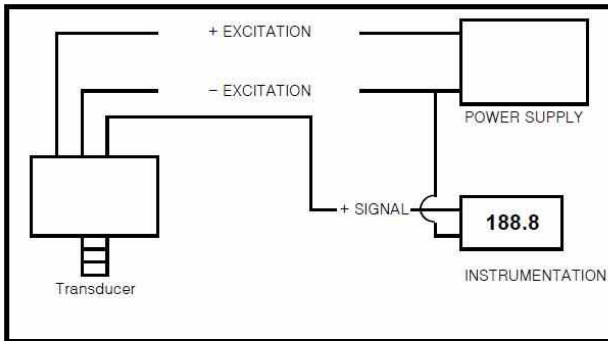 + EXCITATION
− EXCITATION
POWER SUPPLY
+ SIGNAL
188.8
INSTRUMENTATION
Transducer